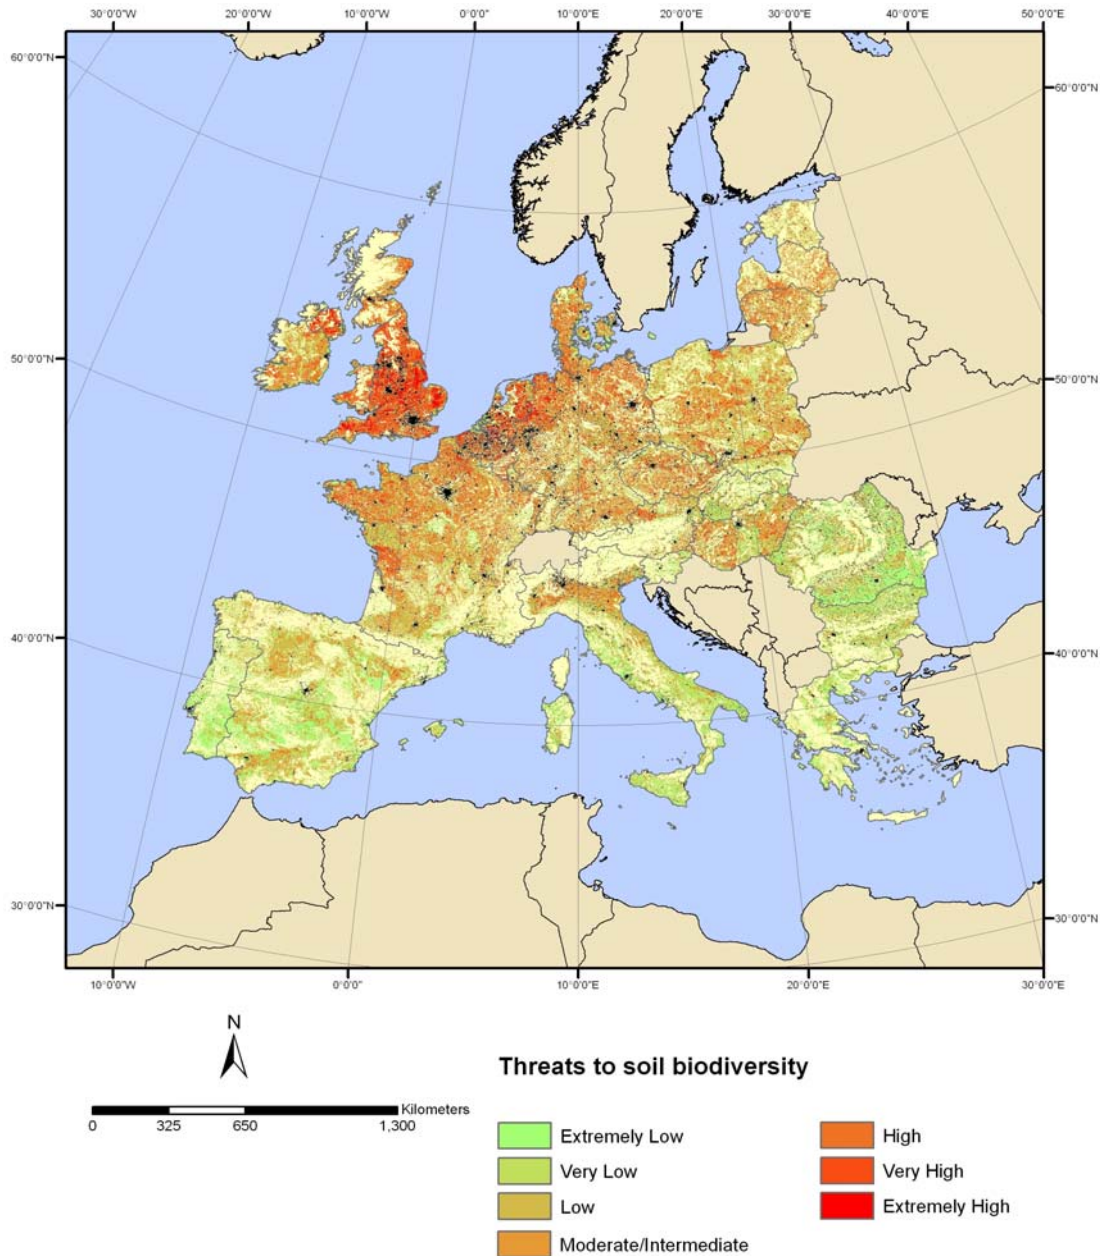 30°0'0"W 20°0'0"W 10°0'0"W 0°0'0" 10°0'0"E 20°0'0"E 30°0'0"E 40°0'0"E 50°0'0"E
60°0'0"N 60°0'0"N
50°0'0"N 50°0'0"N
40°0'0"N 40°0'0"N
30°0'0"N 30°0'0"N
10°0'0"W 0°0'0" 10°0'0"E 20°0'0"E 30°0'0"E
N
Kilometers
0 325 650 1,300
Threats to soil biodiversity
Extremely Low
Very Low
Low
Moderate/Intermediate
High
Very High
Extremely High